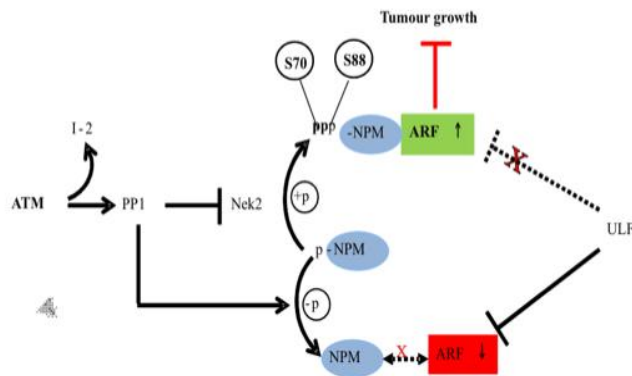 Tumour growth
S70
S88
ppp
-NPM
ARF ↑
I-2
X
ATM
PP1
Nek2
+p
ULF
p -NPM
-p
NPM
X
ARF ↓